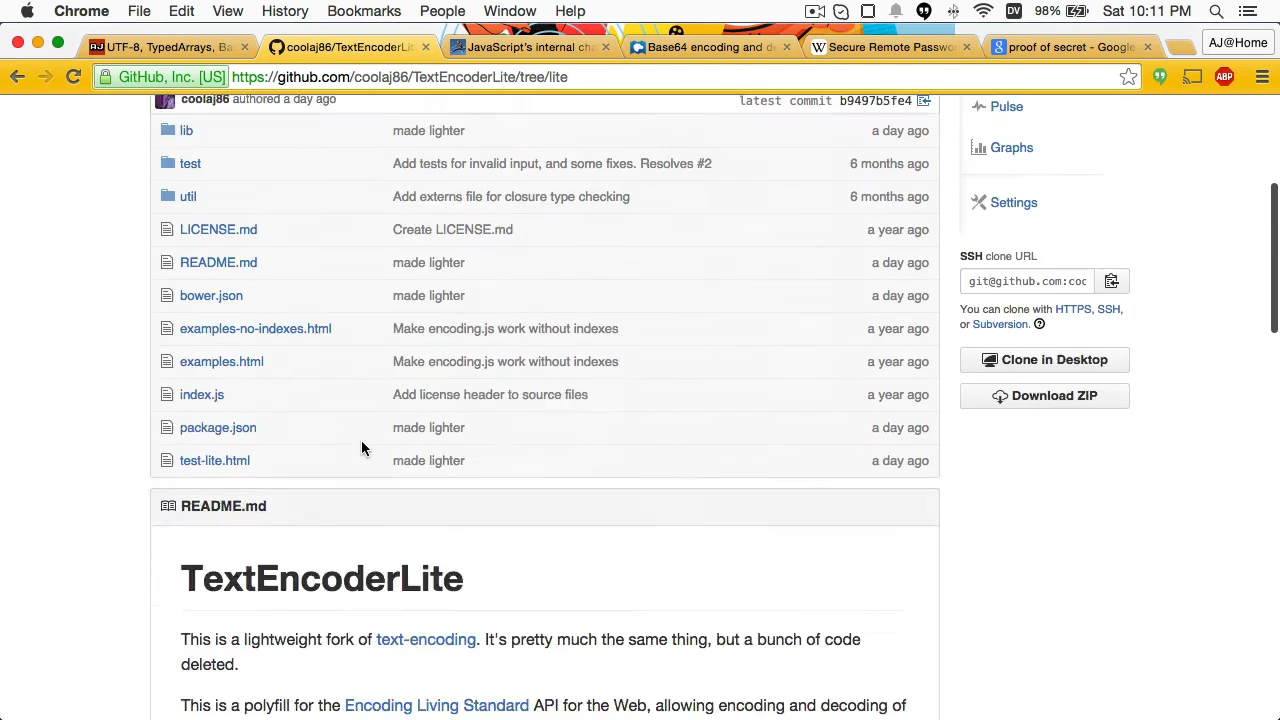 Chrome File Edit View History Bookmarks People Window Help DV 98% Sat 10:11 PM
AJ UTF-8, TypedArrays, Ba × coolaj86/TextEncoderLit × JavaScript's internal cha × Base64 encoding and de × W Secure Remote Passwo × 8 proof of secret - Google × AJ@Home
GitHub, Inc. [US] https://github.com/coolaj86/TextEncoderLite/tree/lite ABP
coolaj86 authored a day ago latest commit b9497b5fe4
Pulse
lib made lighter a day ago
Graphs
test Add tests for invalid input, and some fixes. Resolves #2 6 months ago
util Add externs file for closure type checking 6 months ago
Settings
LICENSE.md Create LICENSE.md a year ago
SSH clone URL
README.md made lighter a day ago
git@github.com:coc
bower.json made lighter a day ago
You can clone with HTTPS, SSH,
or Subversion.
examples-no-indexes.html Make encoding.js work without indexes a year ago
examples.html Make encoding.js work without indexes a year ago
Clone in Desktop
index.js Add license header to source files a year ago
Download ZIP
package.json made lighter a day ago
test-lite.html made lighter a day ago
README.md
TextEncoderLite
This is a lightweight fork of text-encoding. It's pretty much the same thing, but a bunch of code
deleted.
This is a polyfill for the Encoding Living Standard API for the Web, allowing encoding and decoding of